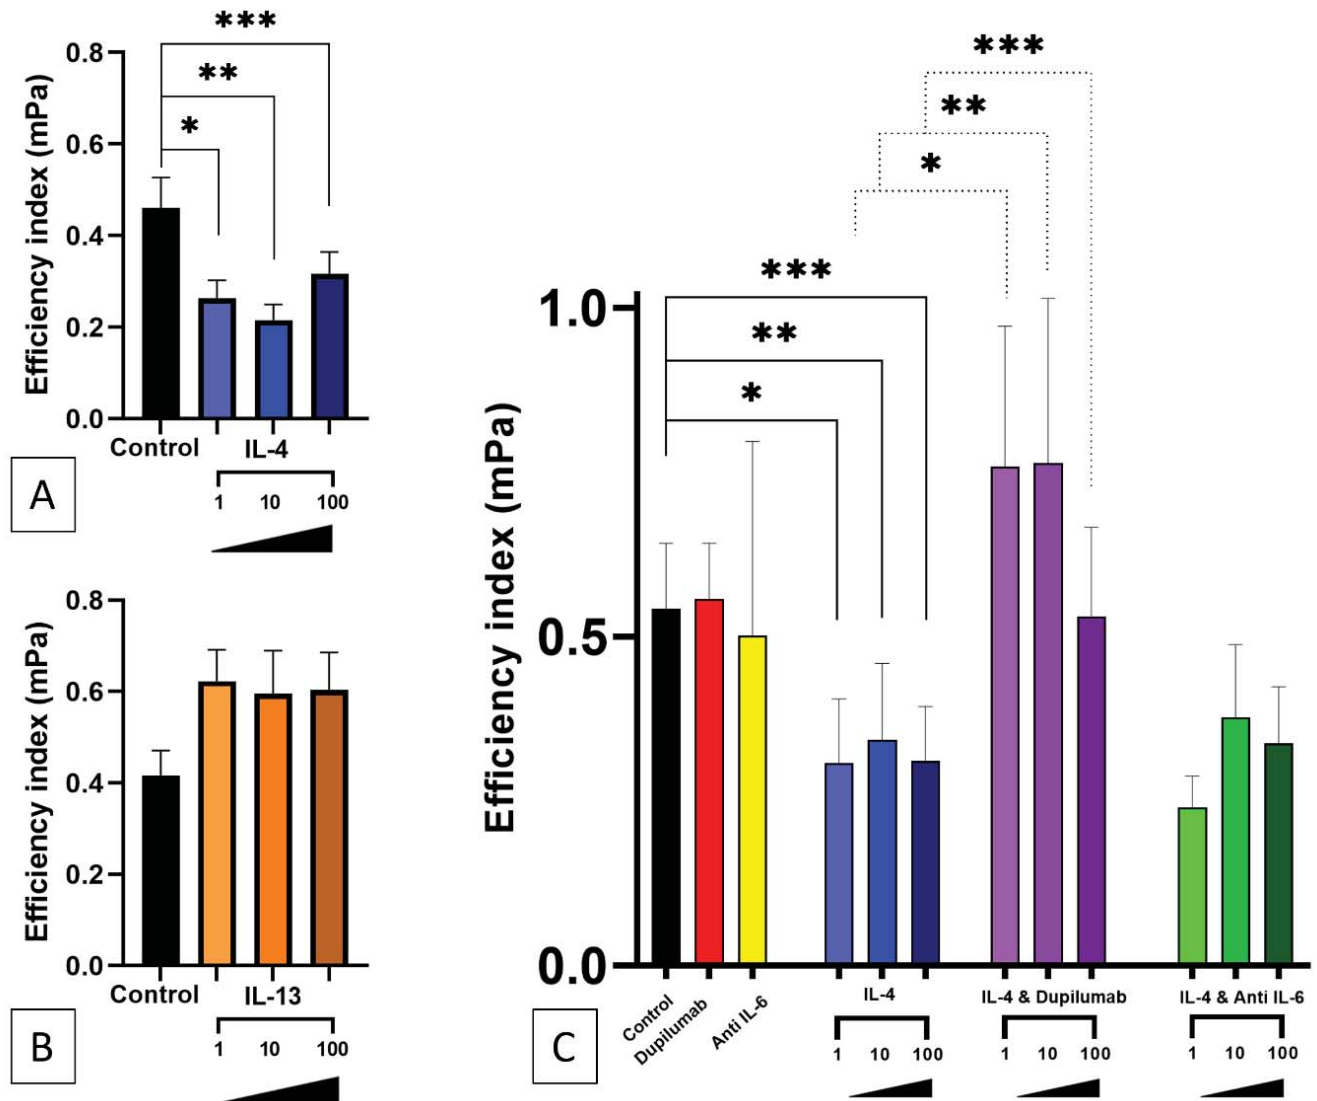 ***
**
*
0.8
0.6
0.4
0.2
0.0
Efficiency index (mPa)
Control
IL-4
1 10 100
A
0.8
0.6
0.4
0.2
0.0
Efficiency index (mPa)
Control
IL-13
1 10 100
B
***
**
*
***
**
*
1.0
0.5
0.0
Efficiency index (mPa)
Control
Dupilumab
Anti IL-6
IL-4
1 10 100
IL-4 & Dupilumab
1 10 100
IL-4 & Anti IL-6
1 10 100
C